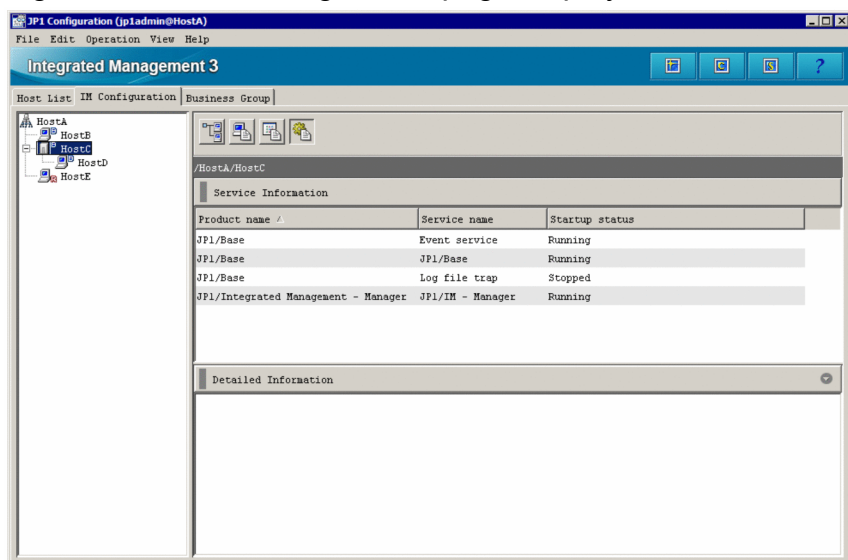 JP1 Configuration (jp1admin@HostA)
File Edit Operation View Help
Integrated Management 3
?
Host List IM Configuration Business Group
HostA
HostB
HostC
HostD
HostE
/HostA/HostC
Service Information
Product name Service name Startup status
JP1/Base Event service Running
JP1/Base JP1/Base Running
JP1/Base Log file trap Stopped
JP1/Integrated Management - Manager JP1/IM - Manager Running
Detailed Information